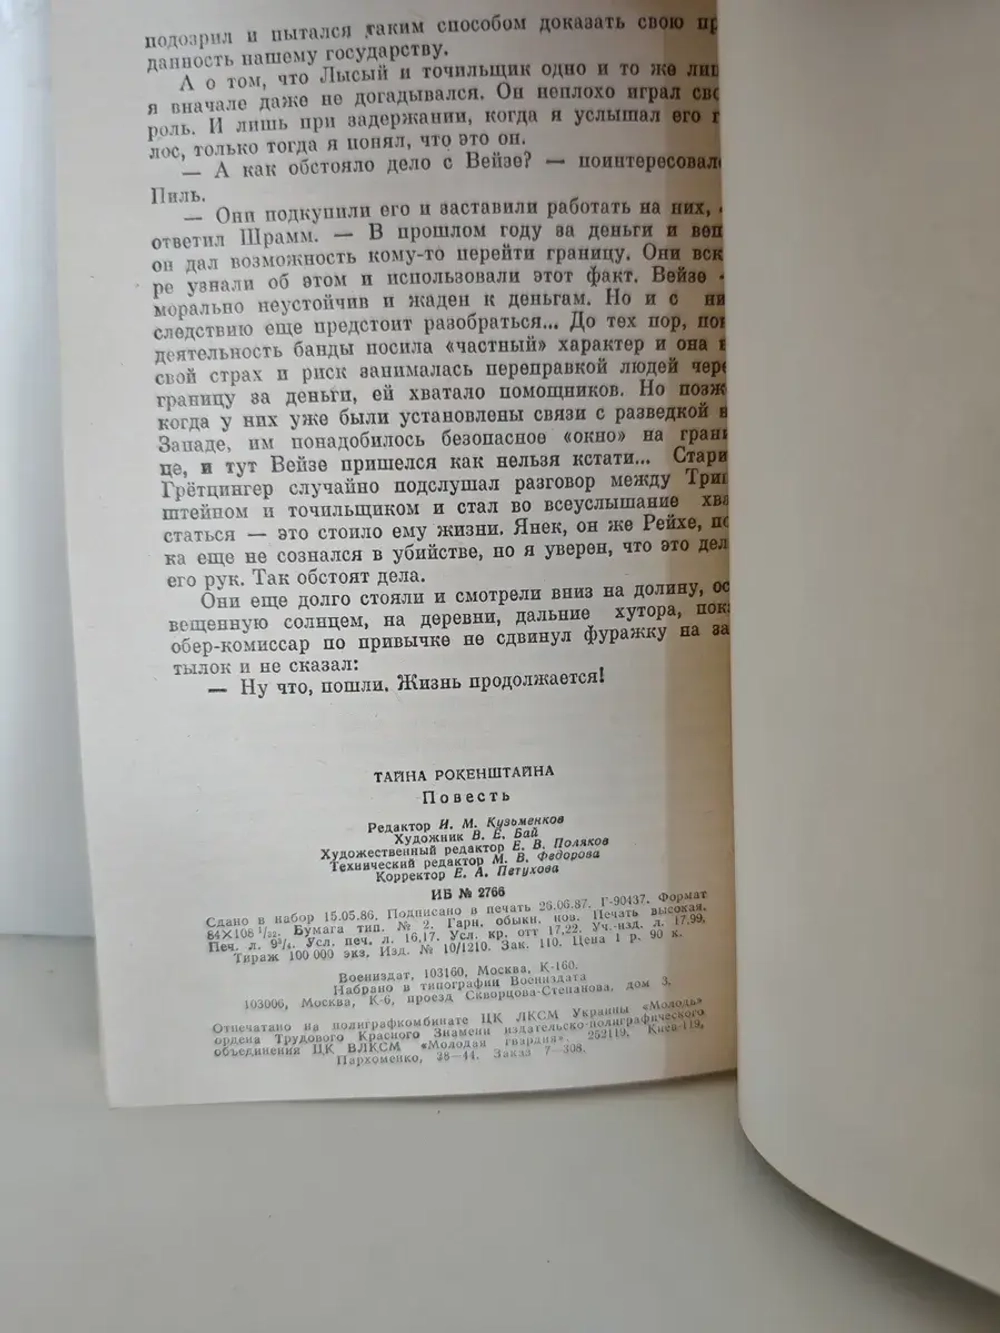 подозрил и пытался таким способом доказать свою пр
данность нашему государству.
А о том, что Лысый и точильщик одно и то же лиц
я вначале даже не догадывался. Он неплохо играл сво
роль. И лишь при задержании, когда я услышал его г
лос, только тогда я понял, что это он.
— А как обстояло дело с Вейзе? — поинтересовалс
Пиль.
— Они подкупили его и заставили работать на них,
ответил Шрамм. — В прошлом году за деньги и вещ
он дал возможность кому-то перейти границу. Они вск
ре узнали об этом и использовали этот факт. Вейзе -
морально неустойчив и жаден к деньгам. Но и с ни
следствию еще предстоит разобраться... До тех пор, пок
деятельность банды носила «частный» характер и она н
свой страх и риск занималась переправкой людей чере
границу за деньги, ей хватало помощников. Но позж
когда у них уже были установлены связи с разведкой н
Западе, им понадобилось безопасное «окно» на грани
це, и тут Вейзе пришелся как нельзя кстати... Стари
Грётцингер случайно подслушал разговор между Трип
штейном и точильщиком и стал во всеуслышание хва
статься — это стоило ему жизни. Янек, он же Рейхе, по
ка еще не сознался в убийстве, но я уверен, что это дел
его рук. Так обстоят дела.
Они еще долго стояли и смотрели вниз на долину, ос
вещенную солнцем, на деревни, дальние хутора, пока
обер-комиссар по привычке не сдвинул фуражку на за
тылок и не сказал:
— Ну что, пошли. Жизнь продолжается!
ТАЙНА РОКЕНШТАЙНА
Повесть
Редактор И. М. Кузьменков
Художник В. Е. Бай
Художественный редактор Е. В. Поляков
Технический редактор М. В. Федорова
Корректор Е. А. Петухова
ИБ № 2766
Сдано в набор 15.05.86. Подписано в печать 26.06.87. Г-90437. Формат
84×108 1/32. Бумага тип. № 2. Гарн. обыкн. нов. Печать высокая.
Печ. л. 9 5/8. Усл. печ. л. 16,17. Усл. кр. отт 17,22. Уч.-изд. л. 17,99.
Тираж 100 000 экз. Изд. № 10/1210. Зак. 110. Цена 1 р. 90 к.
Воениздат, 103160, Москва, К-160.
Набрано в типографии Воениздата
103006, Москва, К-6, проезд Скворцова-Степанова, дом 3.
Отпечатано на полиграфкомбинате ЦК ЛКСМ Украины «Молодь»
ордена Трудового Красного Знамени издательско-полиграфического
объединения ЦК ВЛКСМ «Молодая гвардия». 252119, Киев-119,
Пархоменко, 38—44. Заказ 7—308.